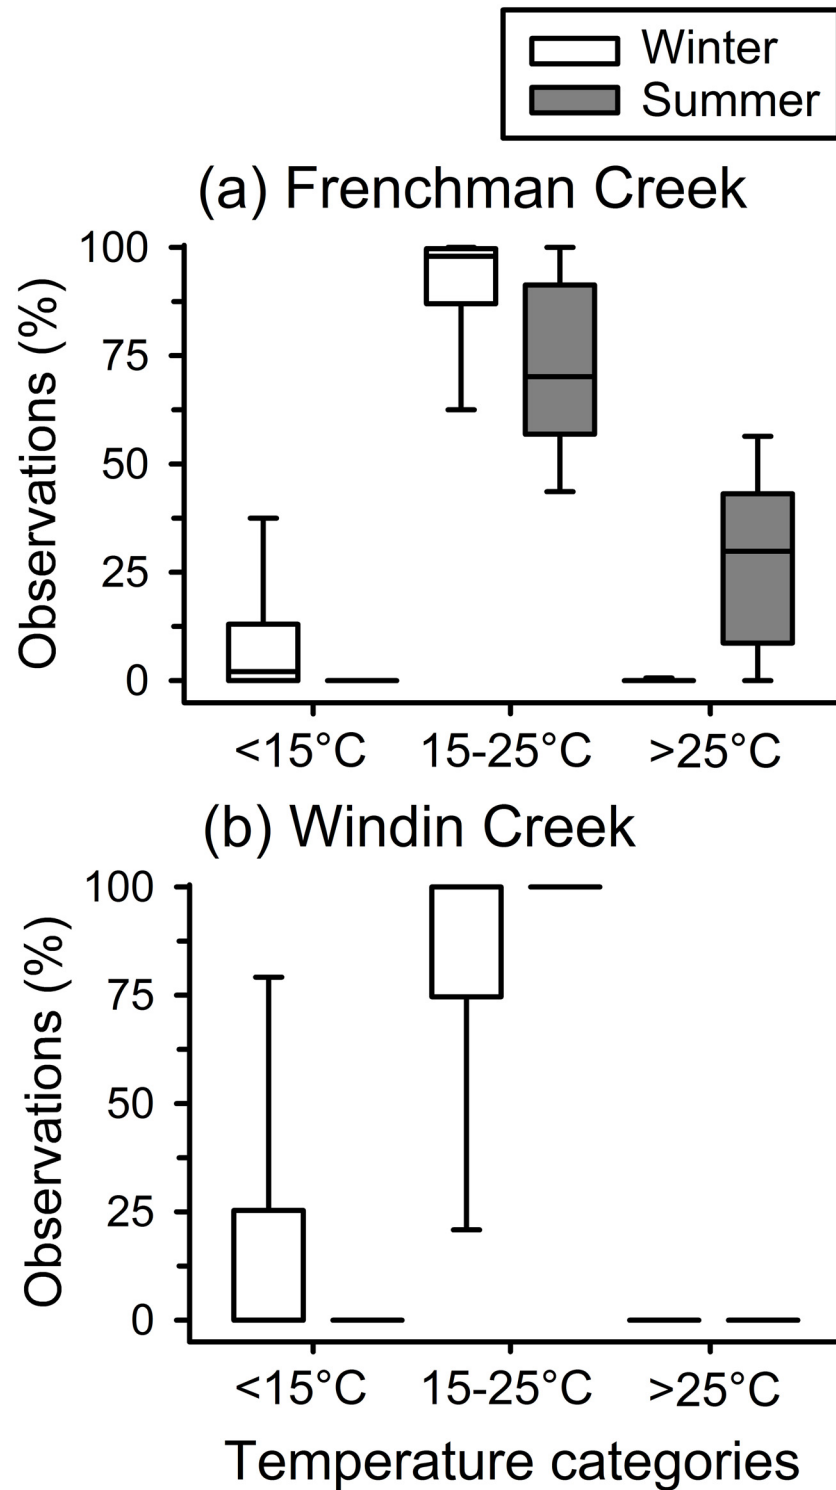 Winter
Summer
(a) Frenchman Creek
Observations (%)
100
75
50
25
0
<15°C 15-25°C >25°C
(b) Windin Creek
Observations (%)
100
75
50
25
0
<15°C 15-25°C >25°C
Temperature categories